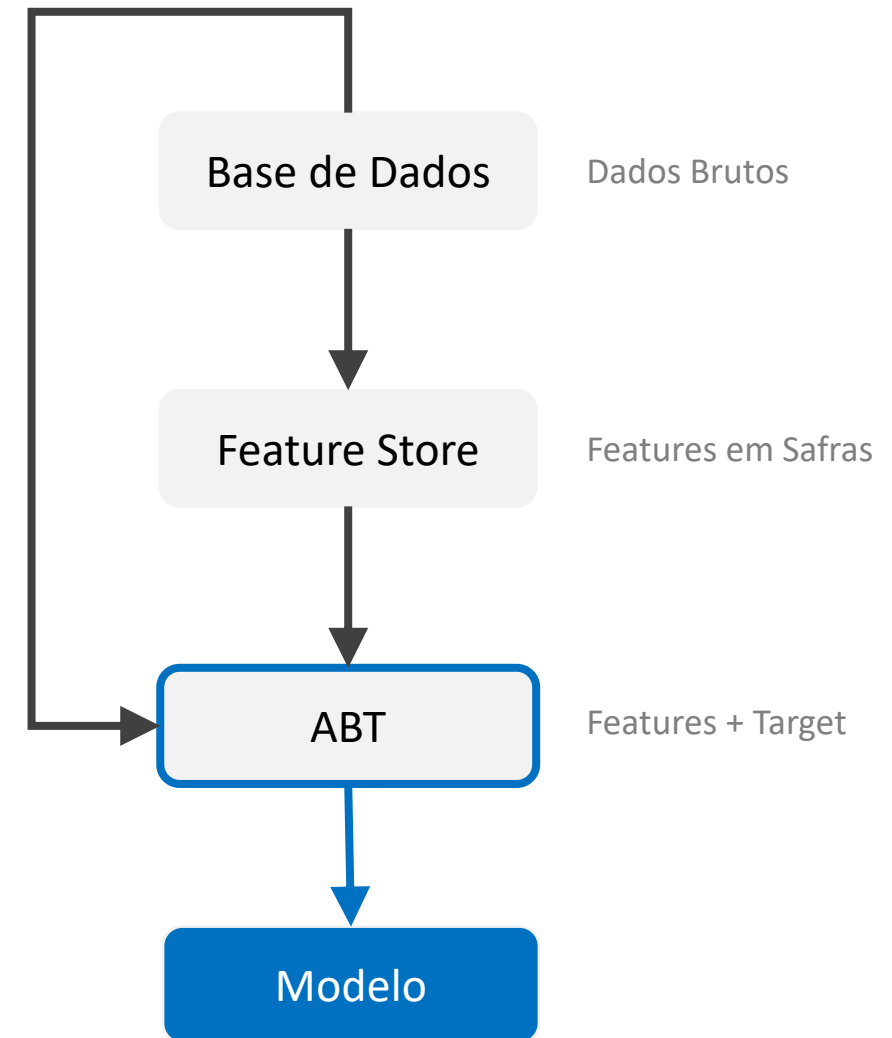 Base de Dados
Dados Brutos
Feature Store
Features em Safras
ABT
Features + Target
Modelo